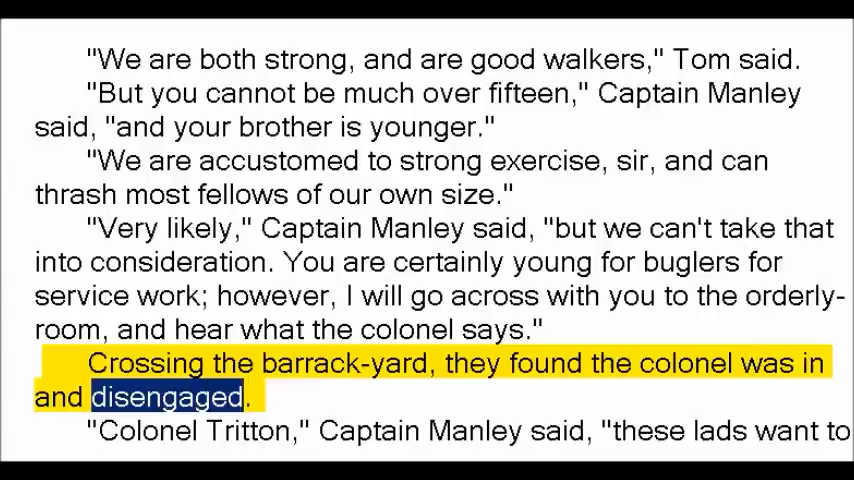 "We are both strong, and are good walkers," Tom said.
"But you cannot be much over fifteen," Captain Manley
said, "and your brother is younger."
"We are accustomed to strong exercise, sir, and can
thrash most fellows of our own size."
"Very likely," Captain Manley said, "but we can't take that
into consideration. You are certainly young for buglers for
service work; however, I will go across with you to the orderly-
room, and hear what the colonel says."
Crossing the barrack-yard, they found the colonel was in
and disengaged.
"Colonel Tritton," Captain Manley said, "these lads want to